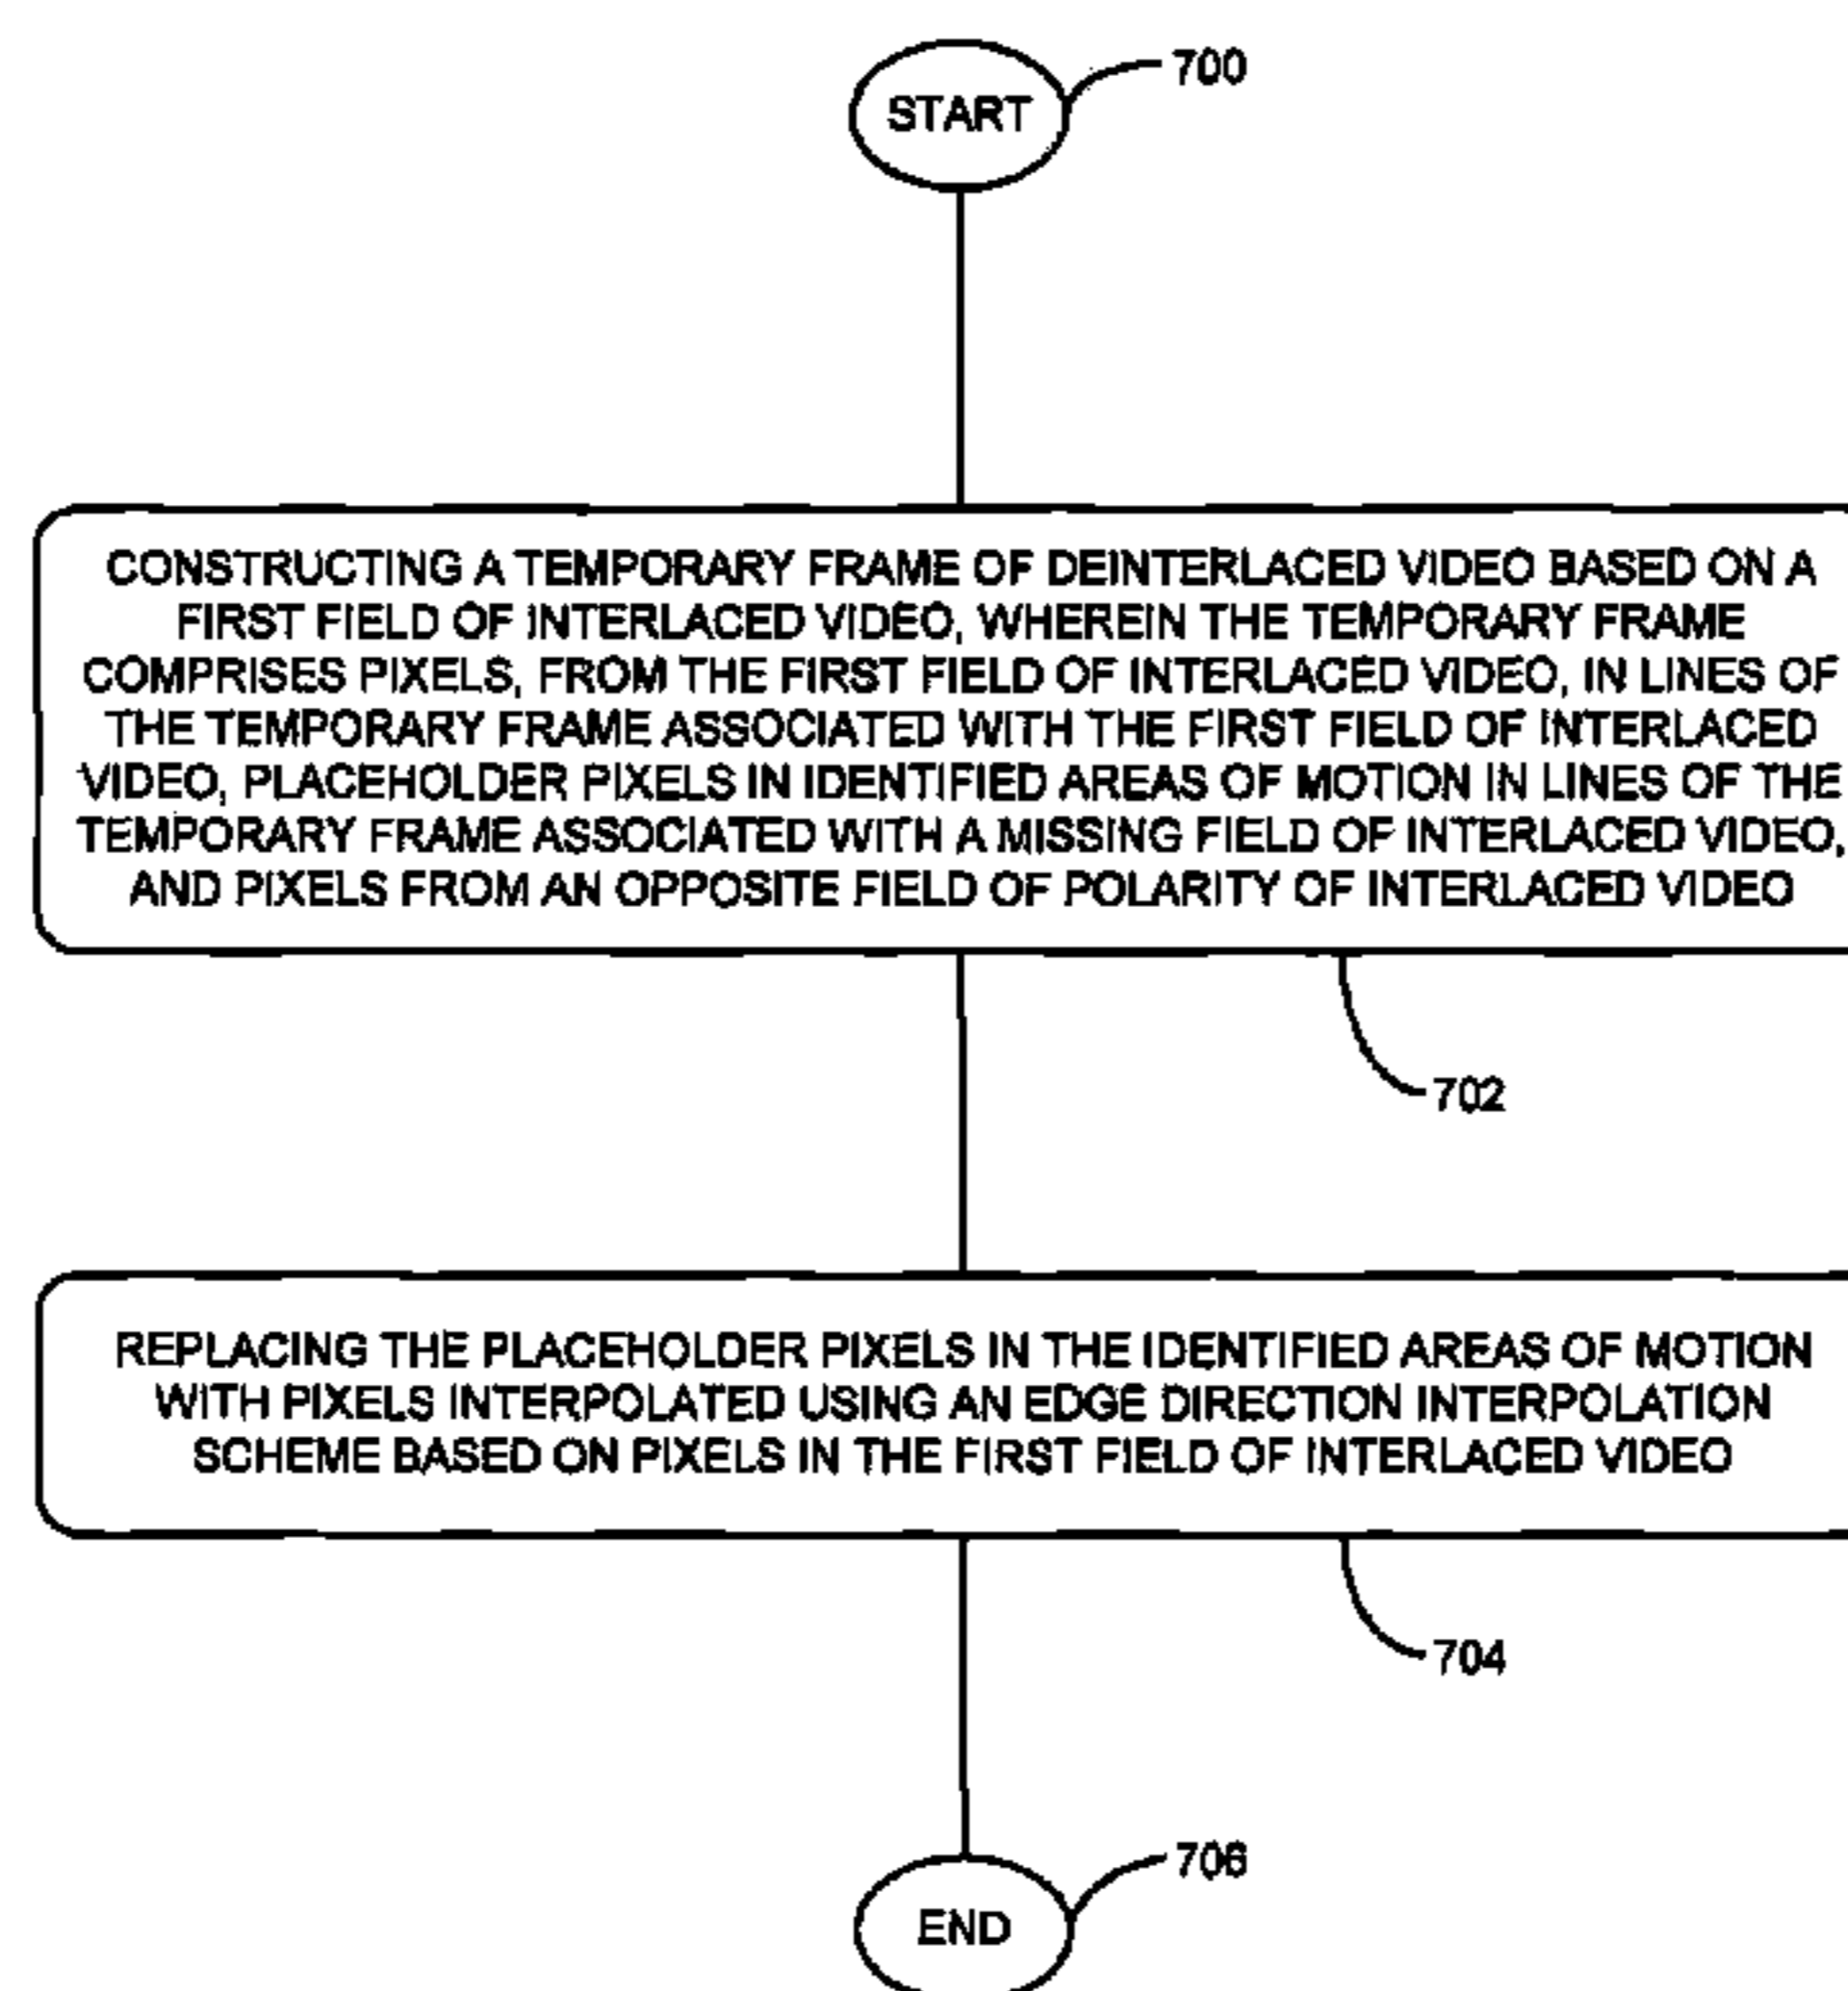 700
START
CONSTRUCTING A TEMPORARY FRAME OF DEINTERLACED VIDEO BASED ON A
FIRST FIELD OF INTERLACED VIDEO, WHEREIN THE TEMPORARY FRAME
COMPRISES PIXELS, FROM THE FIRST FIELD OF INTERLACED VIDEO, IN LINES OF
THE TEMPORARY FRAME ASSOCIATED WITH THE FIRST FIELD OF INTERLACED
VIDEO, PLACEHOLDER PIXELS IN IDENTIFIED AREAS OF MOTION IN LINES OF THE
TEMPORARY FRAME ASSOCIATED WITH A MISSING FIELD OF INTERLACED VIDEO,
AND PIXELS FROM AN OPPOSITE FIELD OF POLARITY OF INTERLACED VIDEO
702
REPLACING THE PLACEHOLDER PIXELS IN THE IDENTIFIED AREAS OF MOTION
WITH PIXELS INTERPOLATED USING AN EDGE DIRECTION INTERPOLATION
SCHEME BASED ON PIXELS IN THE FIRST FIELD OF INTERLACED VIDEO
704
706
END